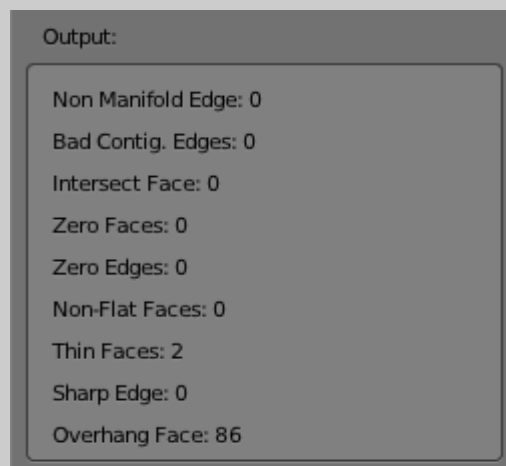 Output:
Non Manifold Edge: 0
Bad Contig. Edges: 0
Intersect Face: 0
Zero Faces: 0
Zero Edges: 0
Non-Flat Faces: 0
Thin Faces: 2
Sharp Edge: 0
Overhang Face: 86